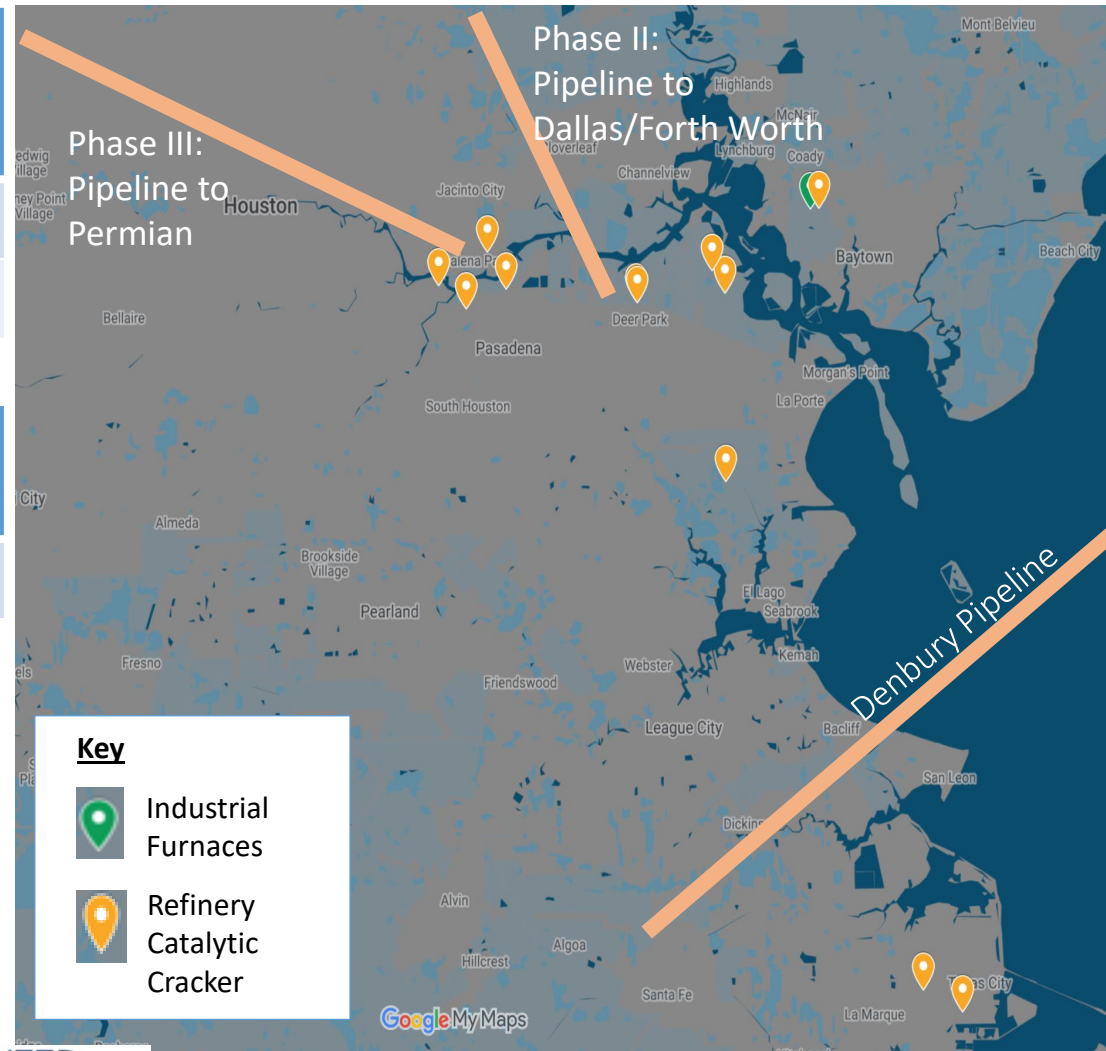 Phase II:
Pipeline to
Dallas/Forth Worth
Phase III:
Pipeline to
Permian
Mont Belvieu
Highlands
McNair
Lynchburg
Coady
Cloverleaf
Channelview
Jacinto City
Village
Village
Houston
Baytown
Beach City
Bellaire
Deer Park
Pasadena
Morgan's Point
La Porte
South Houston
City
Almeda
Brookside
Village
Pearland
El Lago
Seabrook
Kemah
Denbury Pipeline
Fresno
Webster
Friendswood
League City
Bacliff
San Leon
Alvin
Algoa
Hillcrest
Santa Fe
La Marque
City
Key
Industrial
Furnaces
Refinery
Catalytic
Cracker
Google My Maps